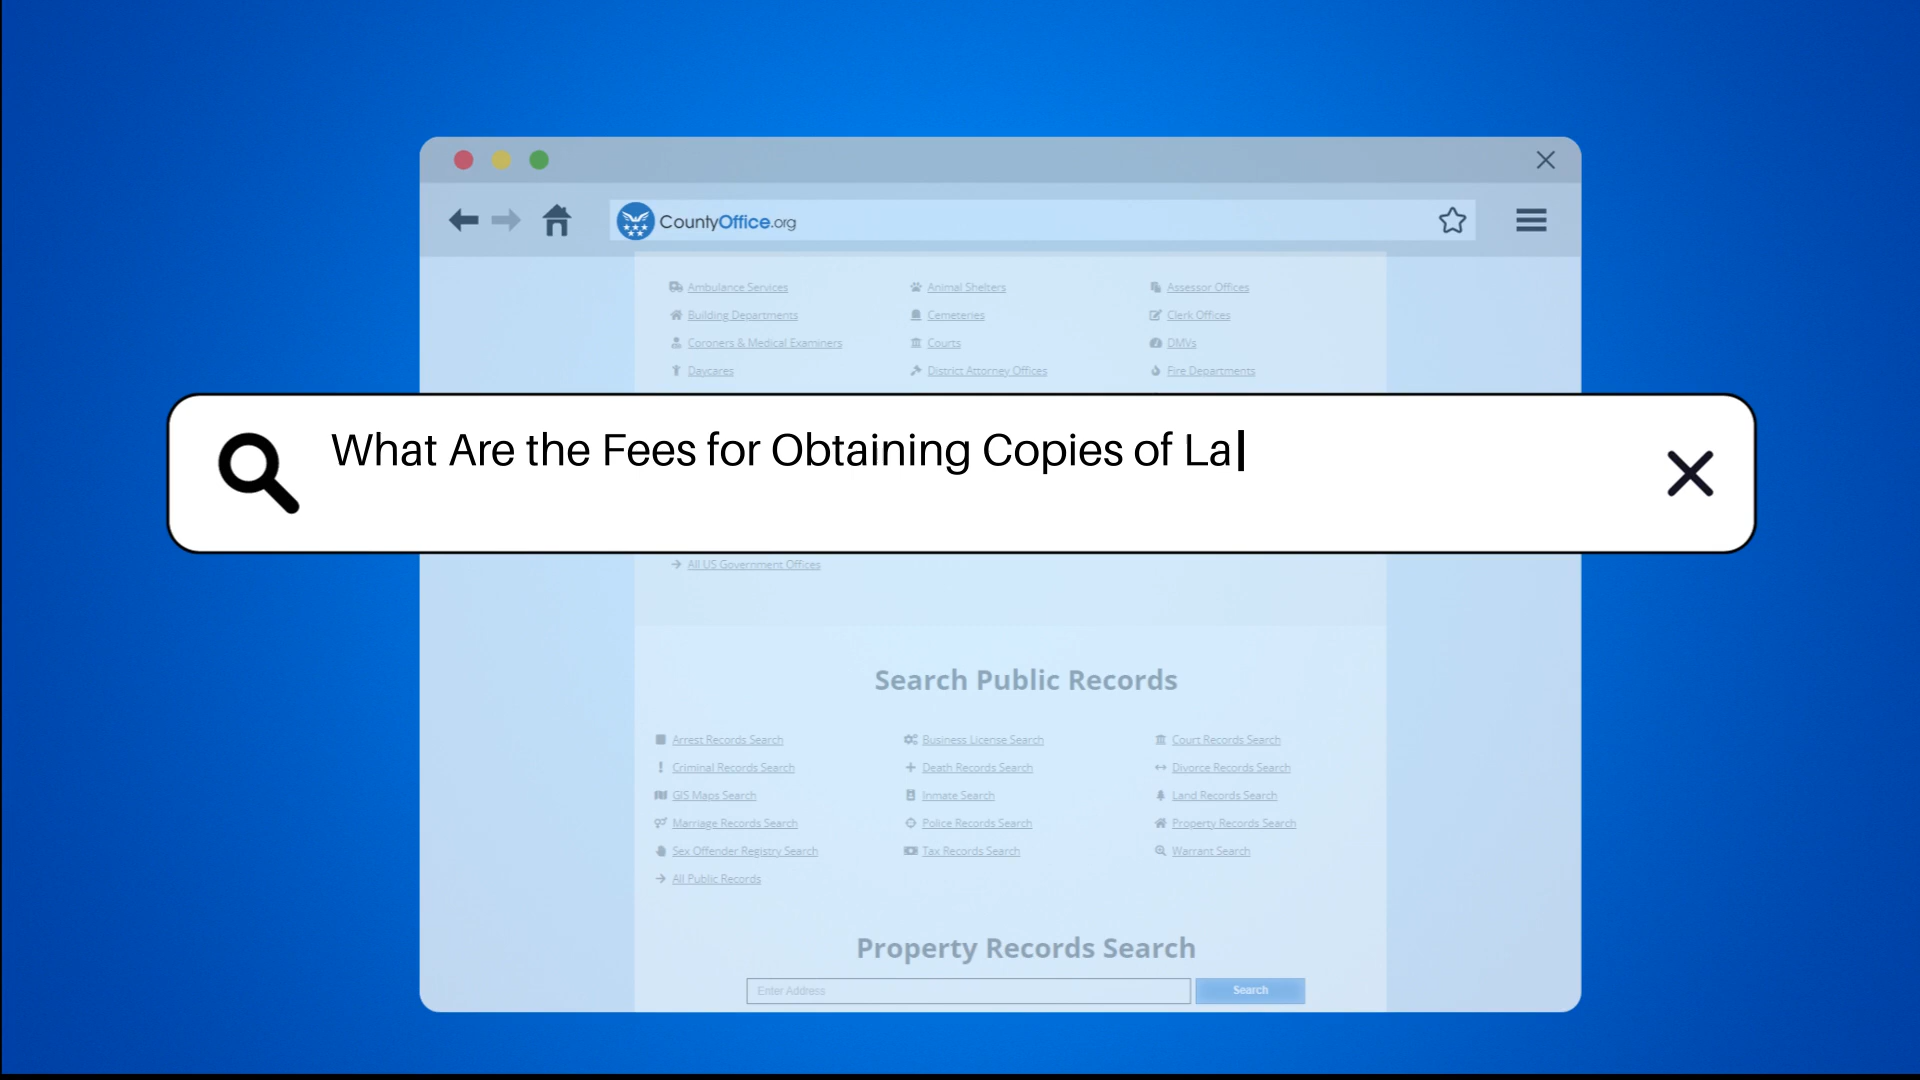 CountyOffice.org
Ambulance Services Animal Shelters Assessor Offices
Building Departments Cemeteries Clerk Offices
Coroners & Medical Examiners Courts DMVs
Daycares District Attorney Offices Fire Departments
What Are the Fees for Obtaining Copies of La
All US Government Offices
Search Public Records
Arrest Records Search Business License Search Court Records Search
Criminal Records Search Death Records Search Divorce Records Search
GIS Maps Search Inmate Search Land Records Search
Marriage Records Search Police Records Search Property Records Search
Sex Offender Registry Search Tax Records Search Warrant Search
All Public Records
Property Records Search
Enter Address Search